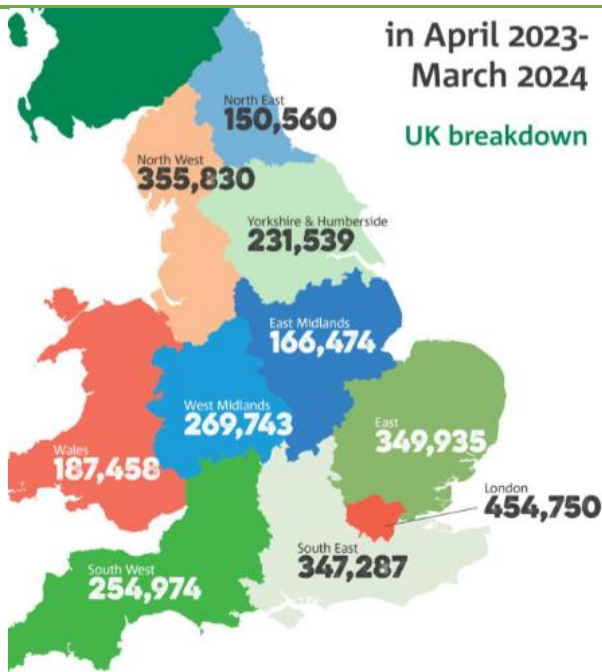 in April 2023-
March 2024
UK breakdown
North East
150,560
North West
355,830
Yorkshire & Humberside
231,539
East Midlands
166,474
West Midlands
269,743
East
349,935
Wales
187,458
London
454,750
South East
347,287
South West
254,974